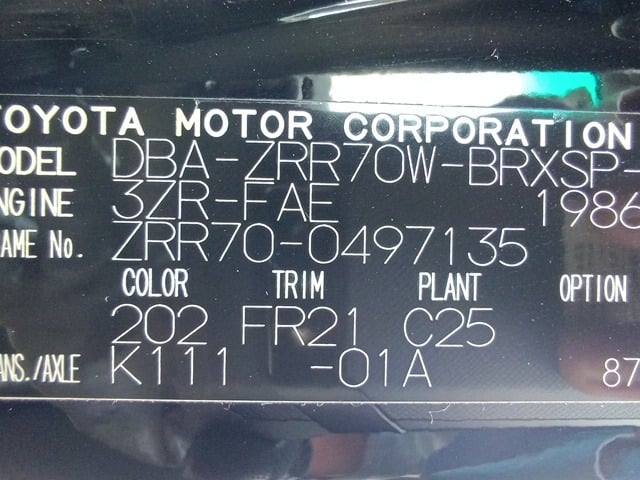 TOYOTA MOTOR CORPORATION
MODEL DBA-ZRR70W-BRXSP-
ENGINE 3ZR-FAE 1986
FRAME No. ZRR70-0497135
COLOR TRIM PLANT OPTION
202 FR21 C25
TRANS./AXLE K111 -01A 87